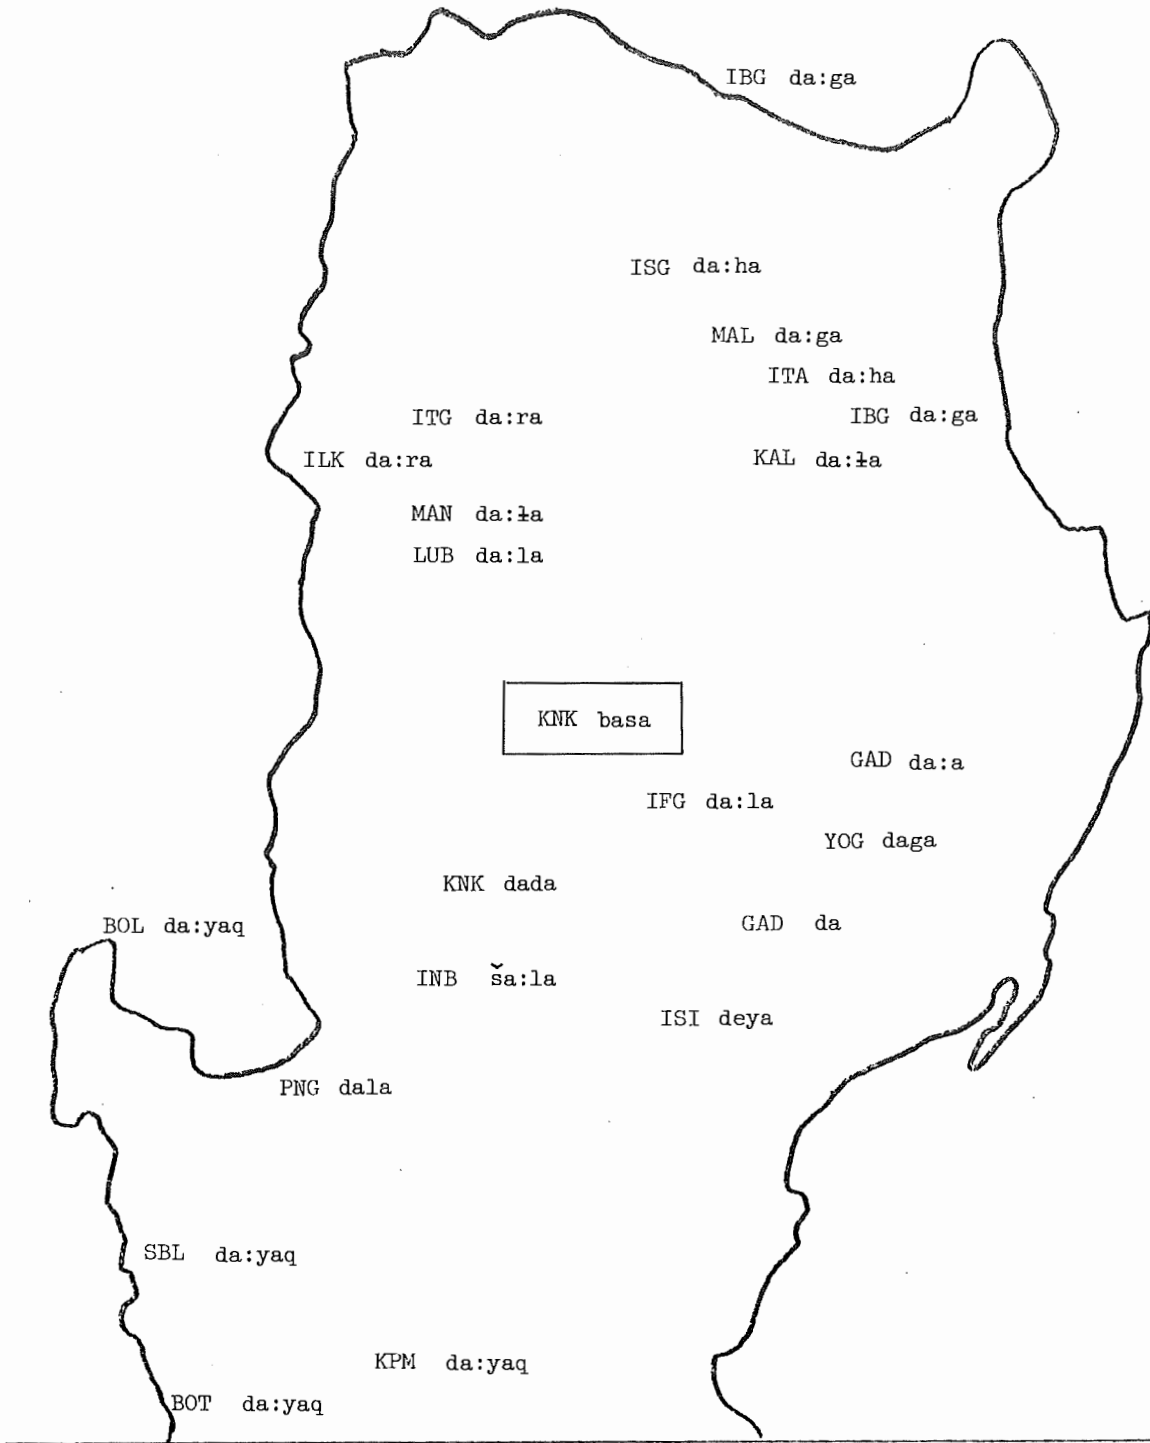 IBG da:ga
ISG da:ha
MAL da:ga
ITA da:ha
ITG da:ra
IBG da:ga
ILK da:ra
KAL da:ɫa
MAN da:ɫa
LUB da:la
KNK basa
GAD da:a
IFG da:la
YOG daga
KNK dada
GAD da
BOL da:yaq
INB ša:la
ISI deya
PNG dala
SBL da:yaq
KPM da:yaq
BOT da:yaq